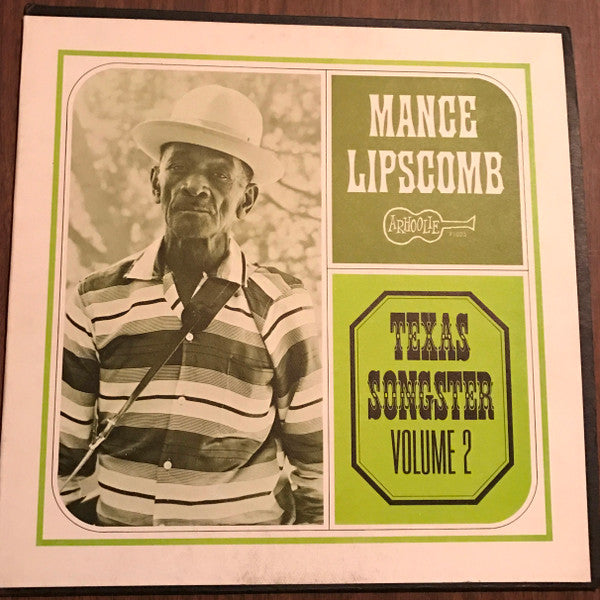 MANCE
LIPSCOMB
ARHOOLIE
TEXAS
SONGSTER
VOLUME 2